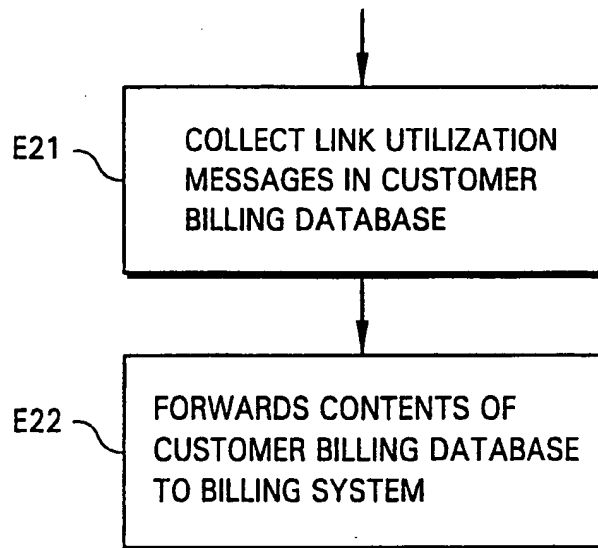 E21
COLLECT LINK UTILIZATION
MESSAGES IN CUSTOMER
BILLING DATABASE
E22
FORWARDS CONTENTS OF
CUSTOMER BILLING DATABASE
TO BILLING SYSTEM